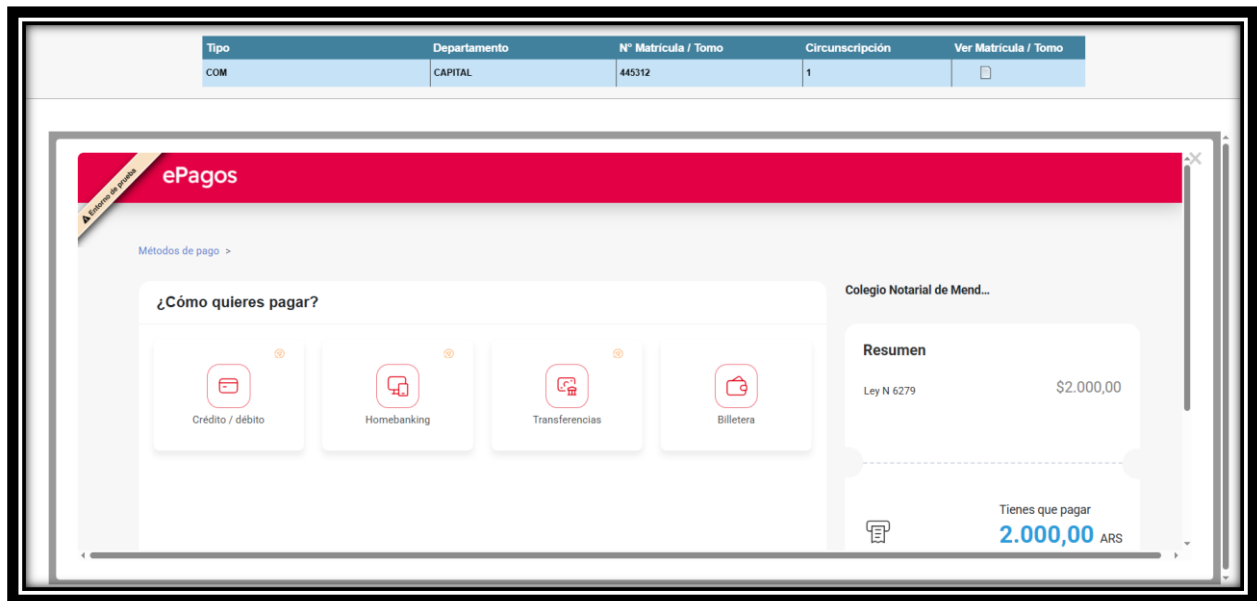 Tipo Departamento N° Matrícula / Tomo Circunscripción Ver Matrícula / Tomo
COM CAPITAL 445312 1
Entorno de prueba
ePagos
Métodos de pago >
¿Cómo quieres pagar?
Crédito / débito Homebanking Transferencias Billetera
Colegio Notarial de Mend...
Resumen
Ley N 6279 $2.000,00
Tienes que pagar
2.000,00 ARS